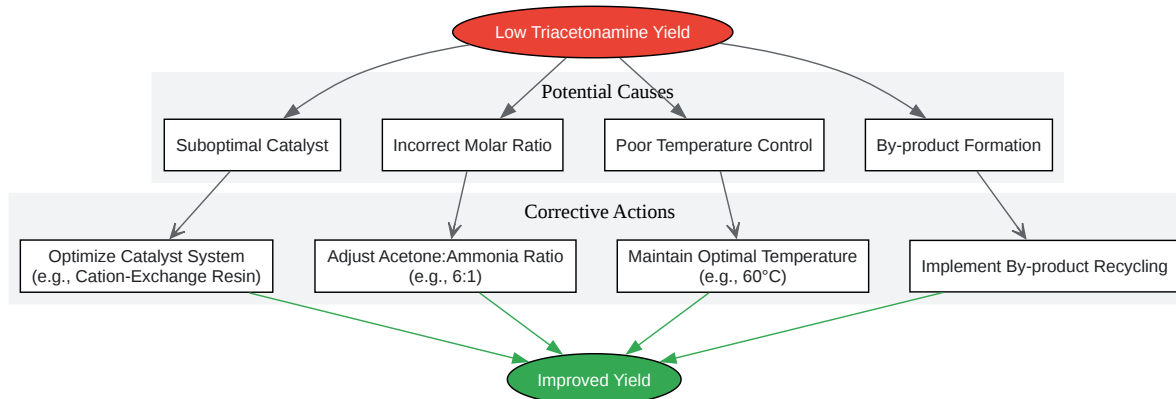 Low Triacetonamine Yield
Potential Causes
Suboptimal Catalyst
Incorrect Molar Ratio
Poor Temperature Control
By-product Formation
Corrective Actions
Optimize Catalyst System
(e.g., Cation-Exchange Resin)
Adjust Acetone:Ammonia Ratio
(e.g., 6:1)
Maintain Optimal Temperature
(e.g., 60°C)
Implement By-product Recycling
Improved Yield